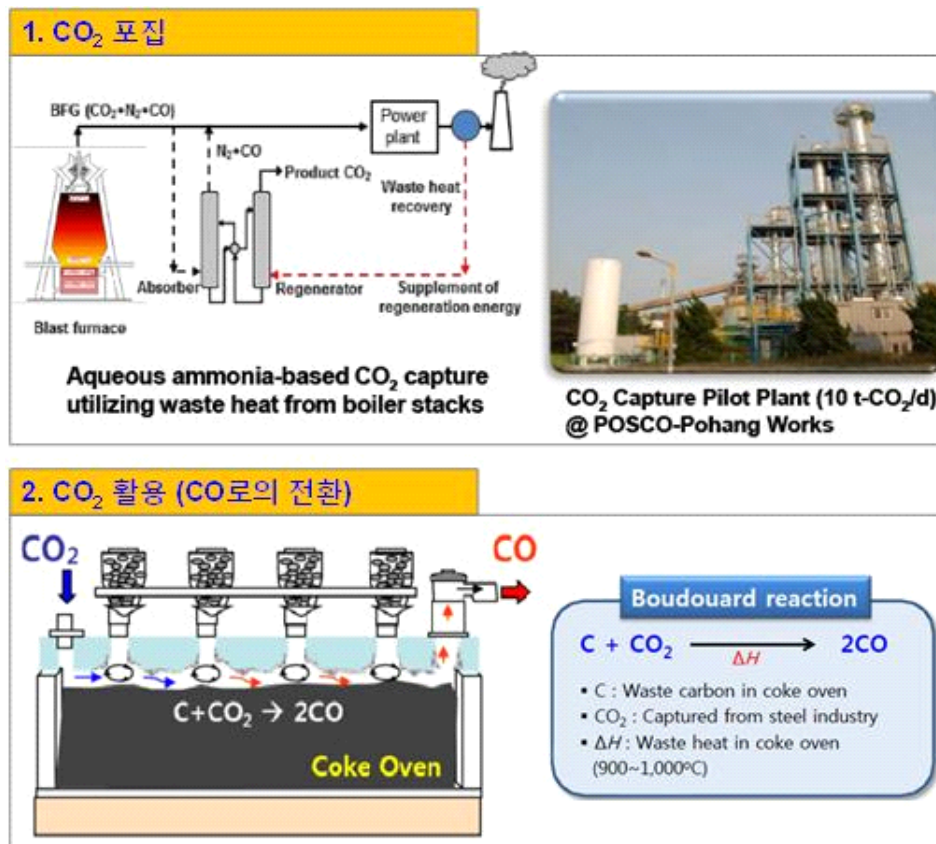 1. CO₂ 포집
BFG (CO₂+N₂+CO)
Power
plant
N₂+CO
Product CO₂
Waste heat
recovery
Absorber
Regenerator
Supplement of
regeneration energy
Blast furnace
Aqueous ammonia-based CO₂ capture
utilizing waste heat from boiler stacks
CO₂ Capture Pilot Plant (10 t-CO₂/d)
@ POSCO-Pohang Works
2. CO₂ 활용 (CO로의 전환)
CO₂
CO
C+CO₂ → 2CO
Coke Oven
Boudouard reaction
C + CO₂ → 2CO
ΔH
▪ C : Waste carbon in coke oven
▪ CO₂ : Captured from steel industry
▪ ΔH : Waste heat in coke oven
(900~1,000ºC)